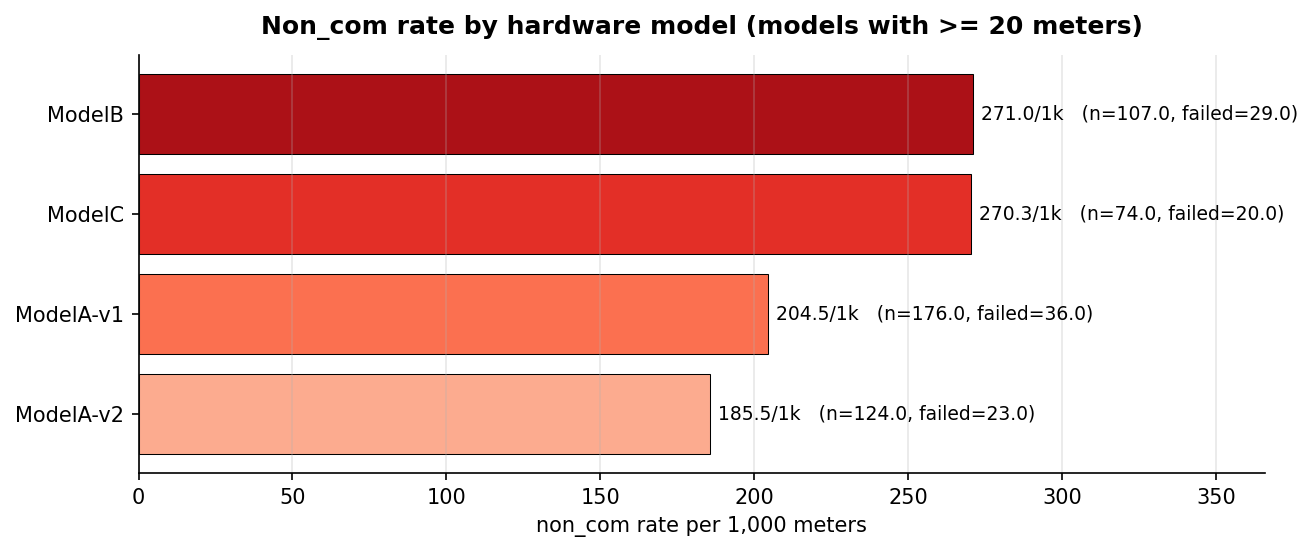 Non_com rate by hardware model (models with >= 20 meters)
ModelB 271.0/1k (n=107.0, failed=29.0)
ModelC 270.3/1k (n=74.0, failed=20.0)
ModelA-v1 204.5/1k (n=176.0, failed=36.0)
ModelA-v2 185.5/1k (n=124.0, failed=23.0)
0 50 100 150 200 250 300 350
non_com rate per 1,000 meters